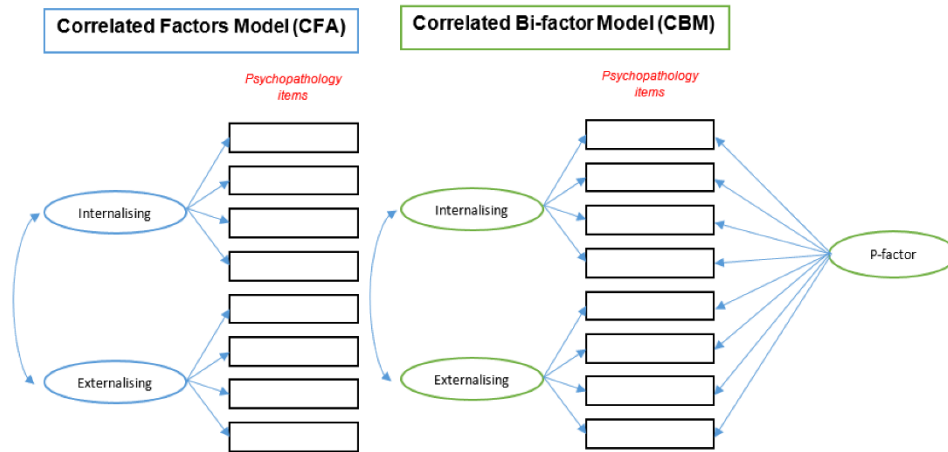 Correlated Factors Model (CFA)
Correlated Bi-factor Model (CBM)
Psychopathology
items
Psychopathology
items
Internalising
Internalising
P-factor
Externalising
Externalising